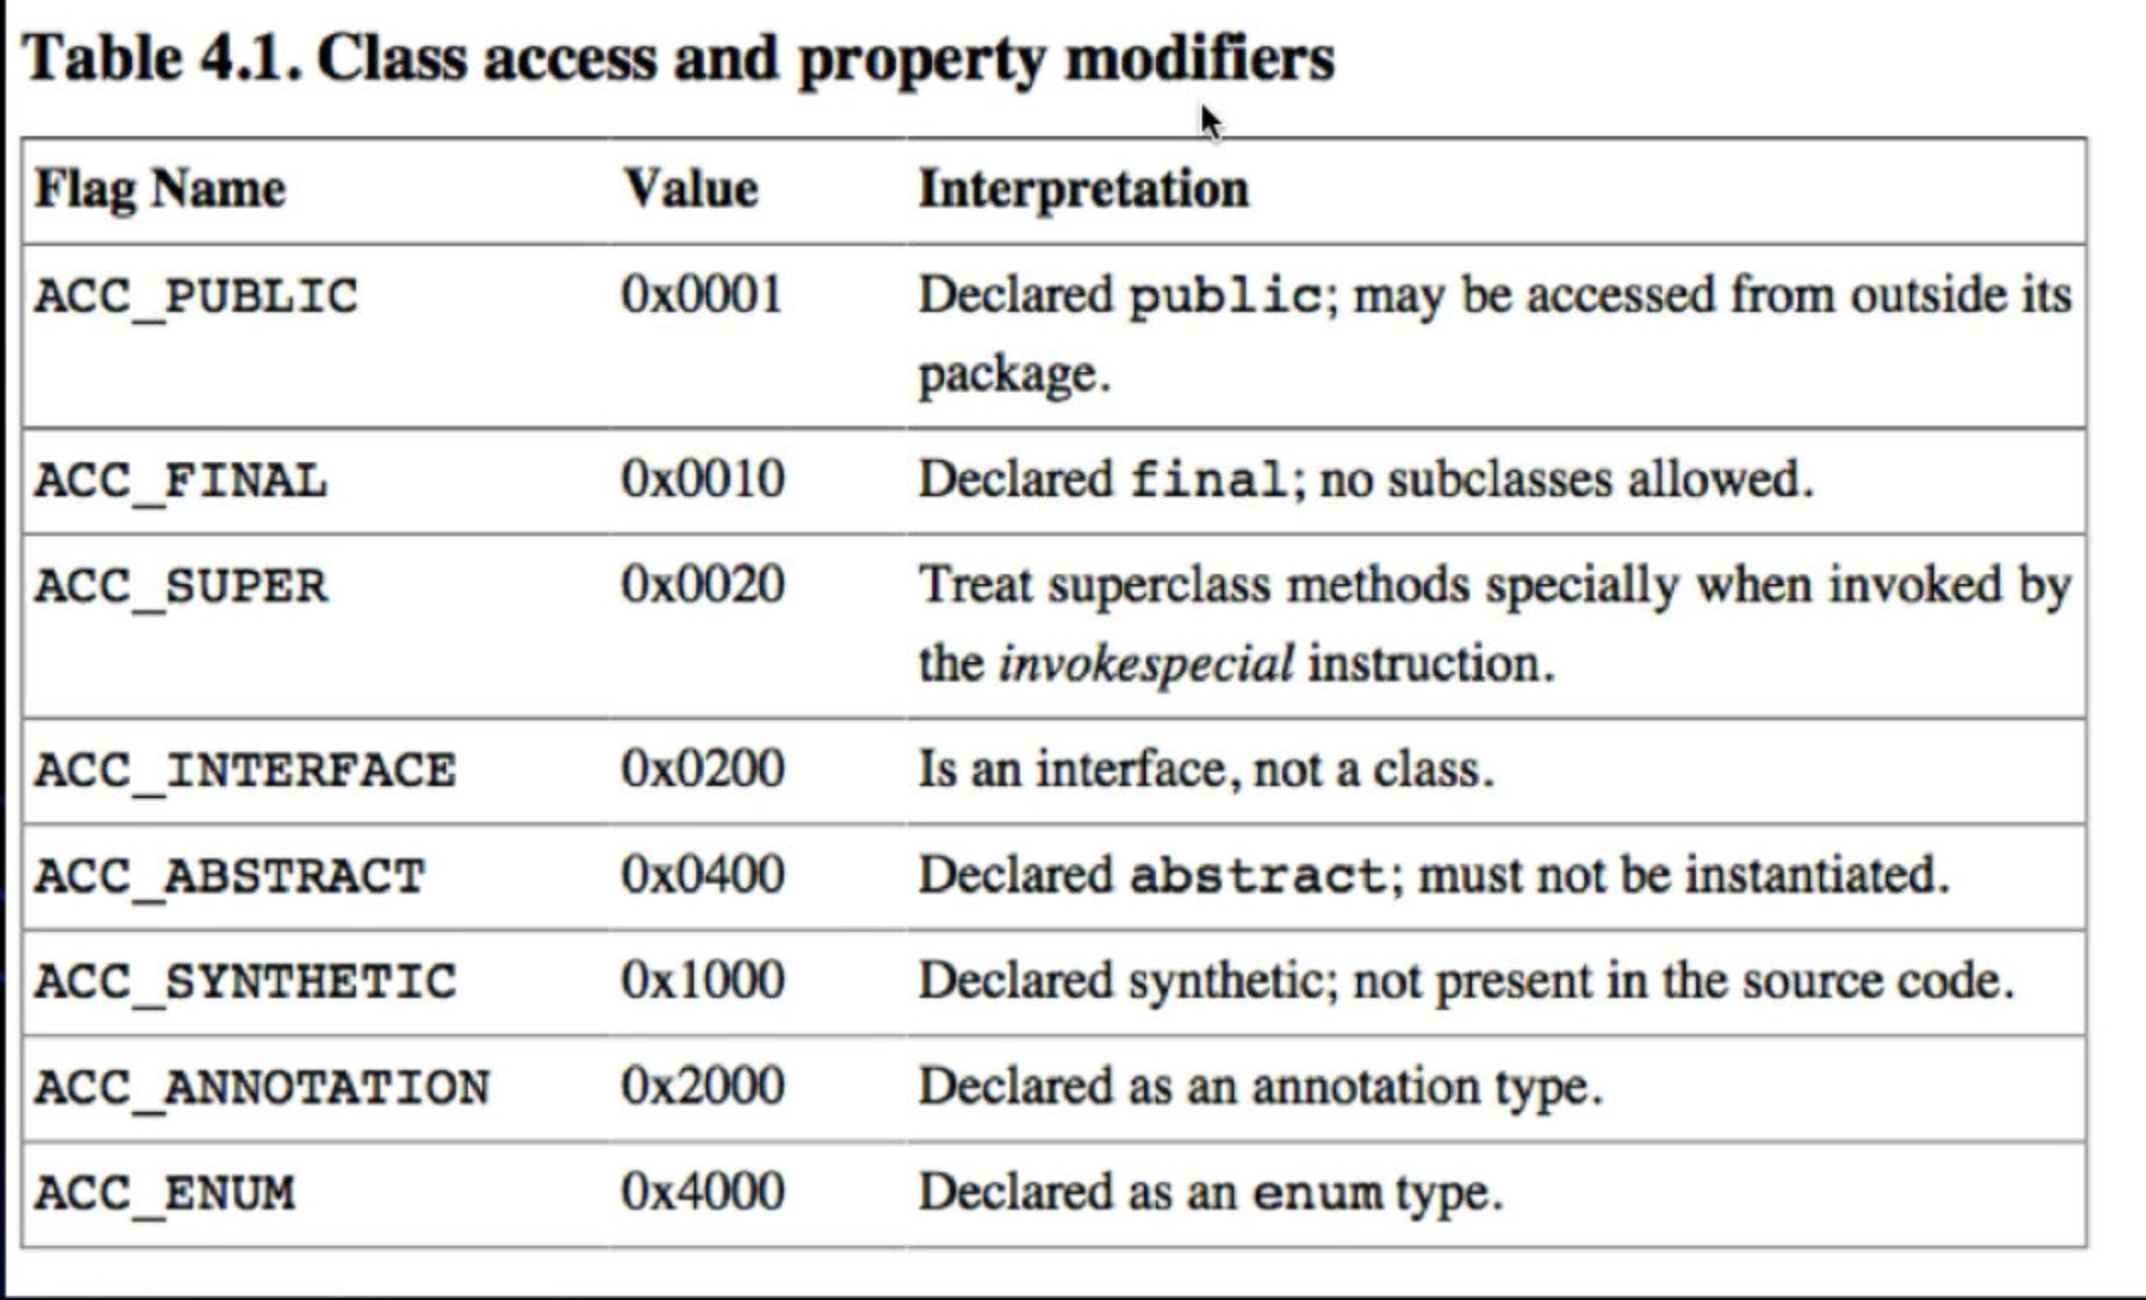 Table 4.1. Class access and property modifiers
Flag Name Value Interpretation
ACC_PUBLIC 0x0001 Declared public; may be accessed from outside its
package.
ACC_FINAL 0x0010 Declared final; no subclasses allowed.
ACC_SUPER 0x0020 Treat superclass methods specially when invoked by
the invokespecial instruction.
ACC_INTERFACE 0x0200 Is an interface, not a class.
ACC_ABSTRACT 0x0400 Declared abstract; must not be instantiated.
ACC_SYNTHETIC 0x1000 Declared synthetic; not present in the source code.
ACC_ANNOTATION 0x2000 Declared as an annotation type.
ACC_ENUM 0x4000 Declared as an enum type.